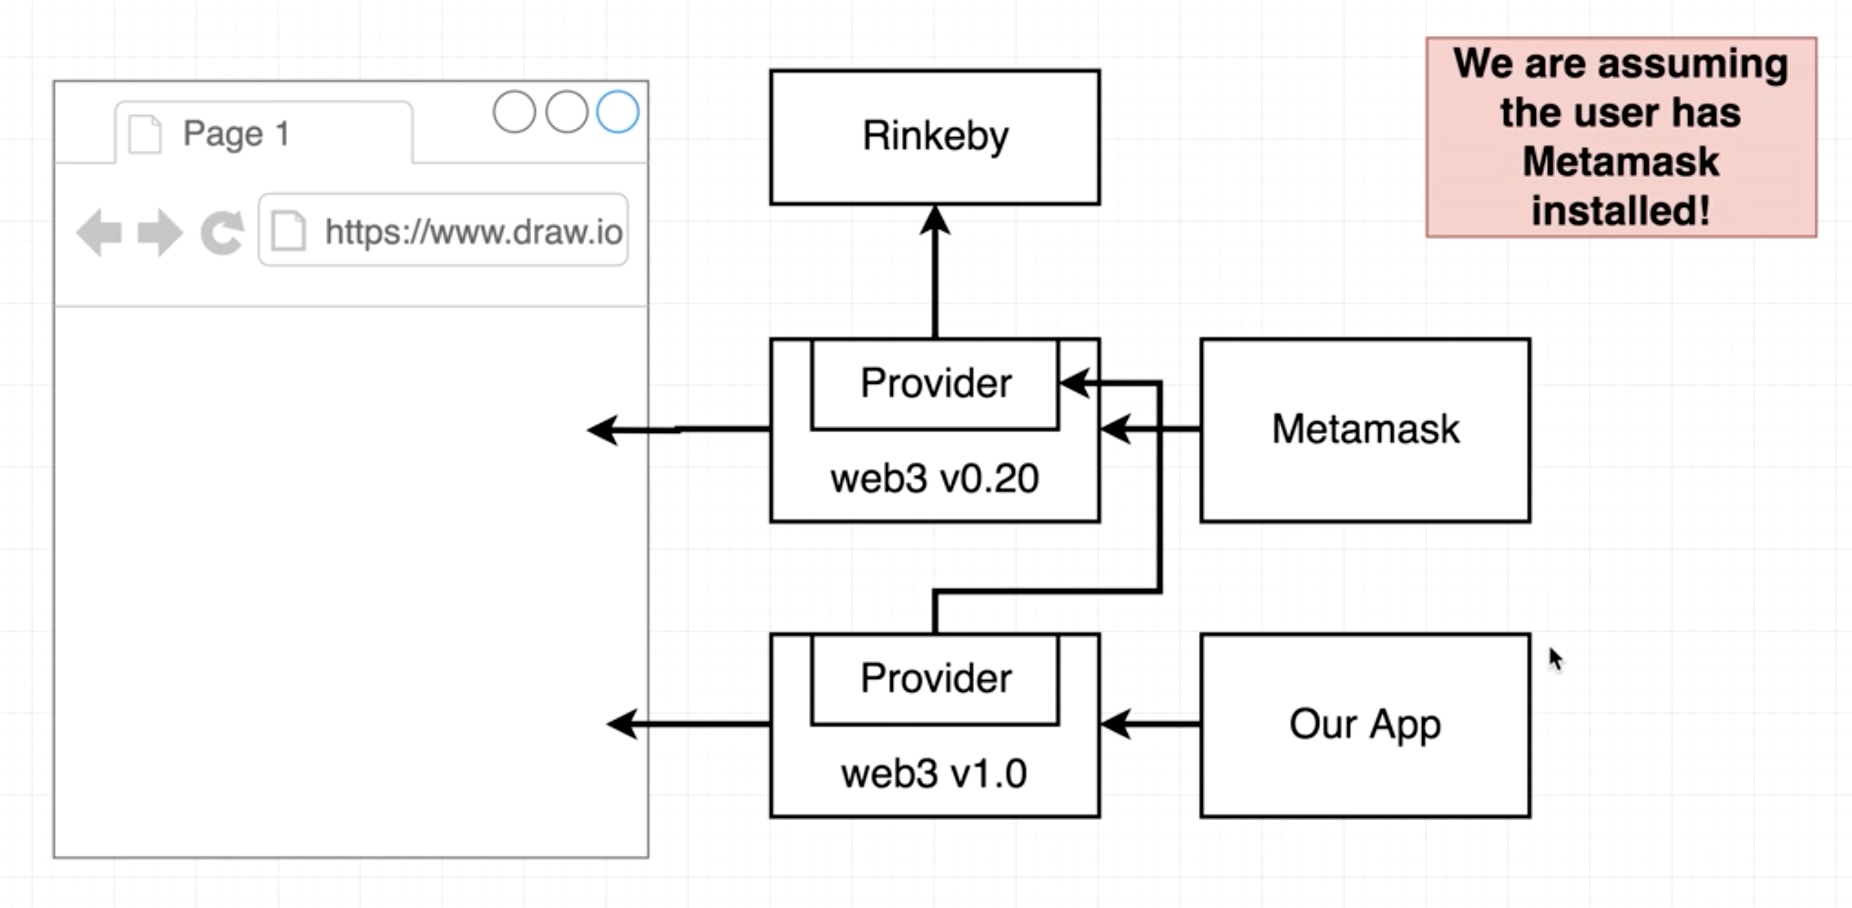 Page 1
https://www.draw.io
Rinkeby
We are assuming
the user has
Metamask
installed!
Provider
web3 v0.20
Metamask
Provider
web3 v1.0
Our App